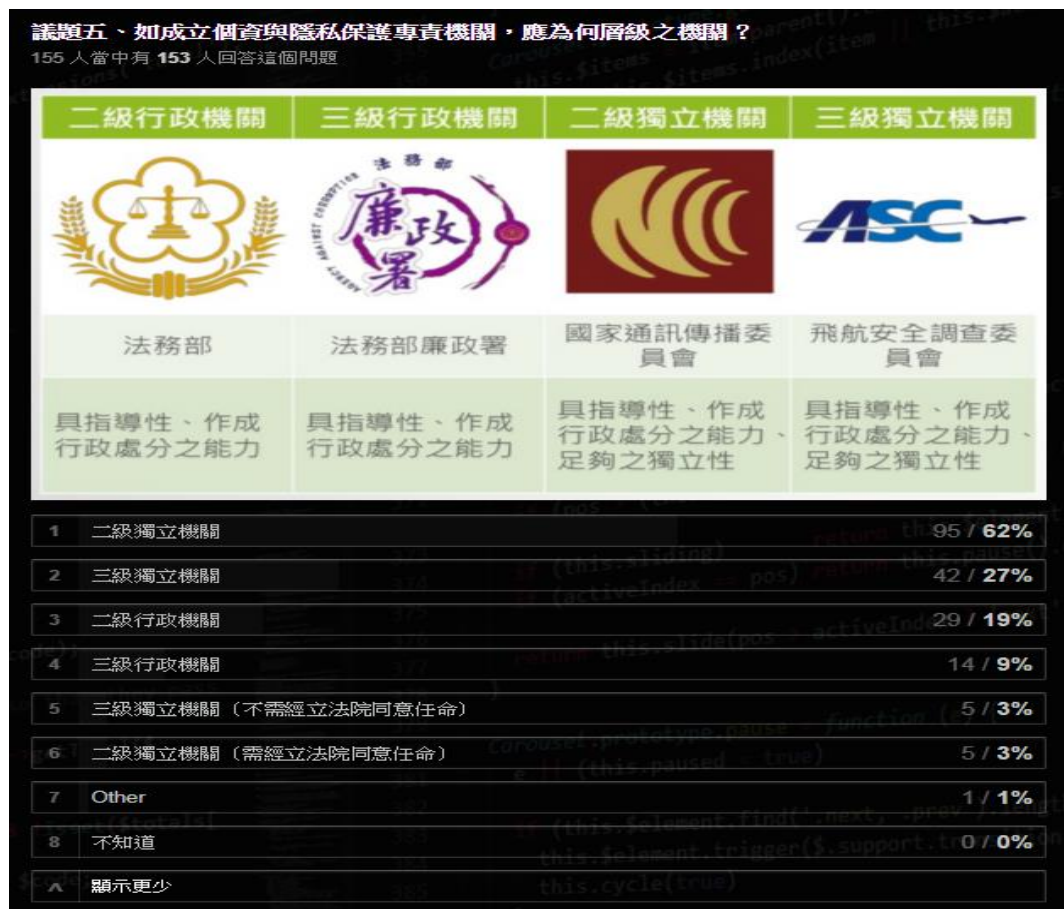 議題五、如成立個資與隱私保護專責機關，應為何層級之機關？
155 人當中有 153 人回答這個問題
二級行政機關
三級行政機關
二級獨立機關
三級獨立機關
法務部
廉政署
AGENCY AGAINST CORRUPTION
ASC
法務部
法務部廉政署
國家通訊傳播委
員會
飛航安全調查委
員會
具指導性、作成
行政處分之能力
具指導性、作成
行政處分之能力
具指導性、作成
行政處分之能力、
足夠之獨立性
具指導性、作成
行政處分之能力、
足夠之獨立性
1 二級獨立機關 95 / 62%
2 三級獨立機關 42 / 27%
3 二級行政機關 29 / 19%
4 三級行政機關 14 / 9%
5 三級獨立機關（不需經立法院同意任命） 5 / 3%
6 二級獨立機關（需經立法院同意任命） 5 / 3%
7 Other 1 / 1%
8 不知道 0 / 0%
顯示更少